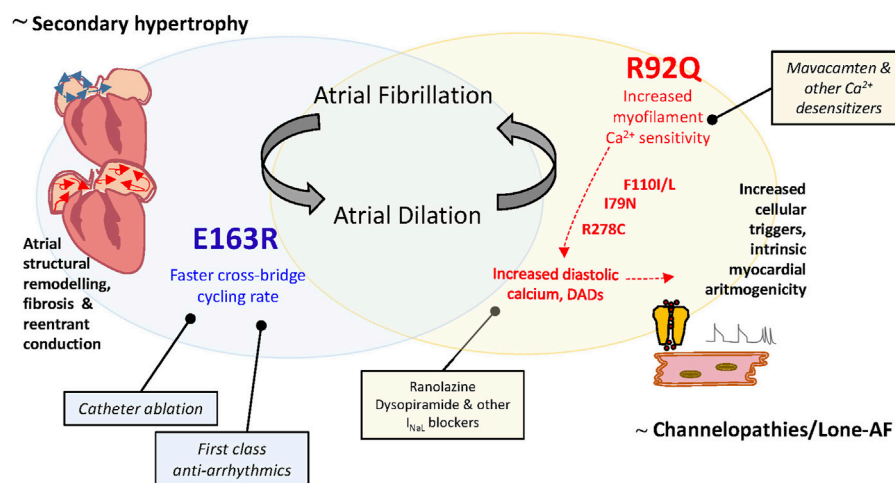 ~ Secondary hypertrophy
Atrial Fibrillation
Atrial Dilation
E163R
Faster cross-bridge
cycling rate
Atrial
structural
remodelling,
fibrosis &
reentrant
conduction
Catheter ablation
First class
anti-arrhythmics
R92Q
Increased
myofilament
Ca²⁺ sensitivity
Mavacamten &
other Ca²⁺
desensitizers
F110I/L
I79N
R278C
Increased diastolic
calcium, DADs
Increased
cellular
triggers,
intrinsic
myocardial
aritmogenicity
Ranolazine
Dysopiramide & other
I_NaL blockers
~ Channelopathies/Lone-AF